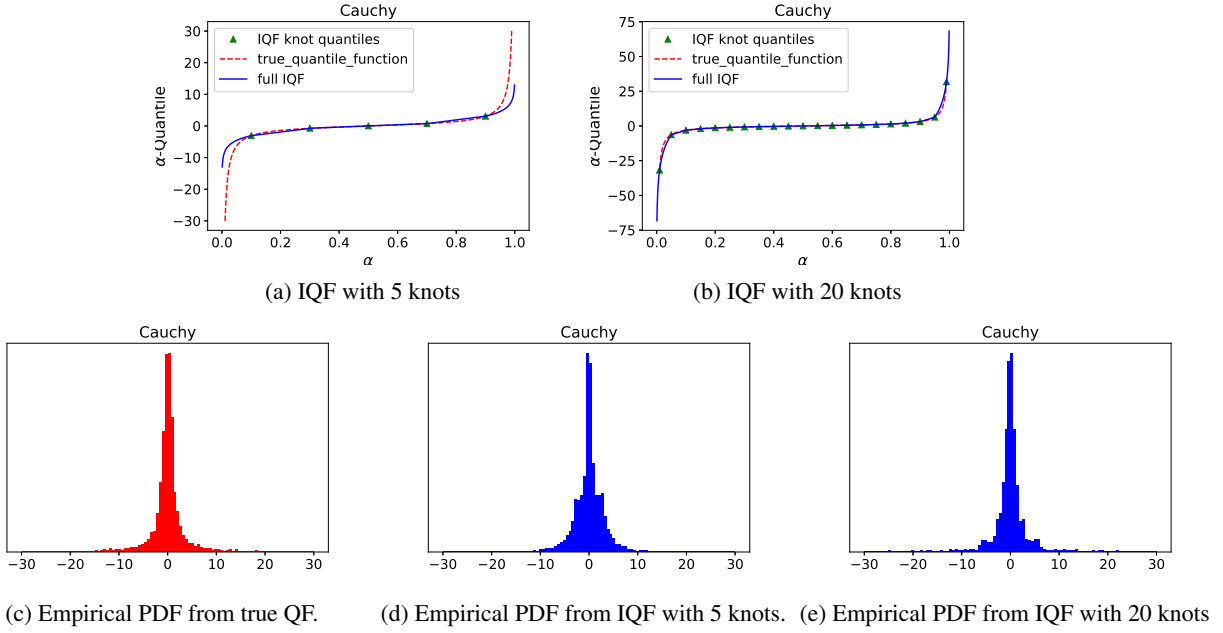 Cauchy
30
20
10
0
−10
−20
−30
α-Quantile
IQF knot quantiles
true_quantile_function
full IQF
0.0 0.2 0.4 0.6 0.8 1.0
α
(a) IQF with 5 knots
Cauchy
75
50
25
0
−25
−50
−75
α-Quantile
IQF knot quantiles
true_quantile_function
full IQF
0.0 0.2 0.4 0.6 0.8 1.0
α
(b) IQF with 20 knots
Cauchy
−30 −20 −10 0 10 20 30
(c) Empirical PDF from true QF.
Cauchy
−30 −20 −10 0 10 20 30
(d) Empirical PDF from IQF with 5 knots.
Cauchy
−30 −20 −10 0 10 20 30
(e) Empirical PDF from IQF with 20 knots